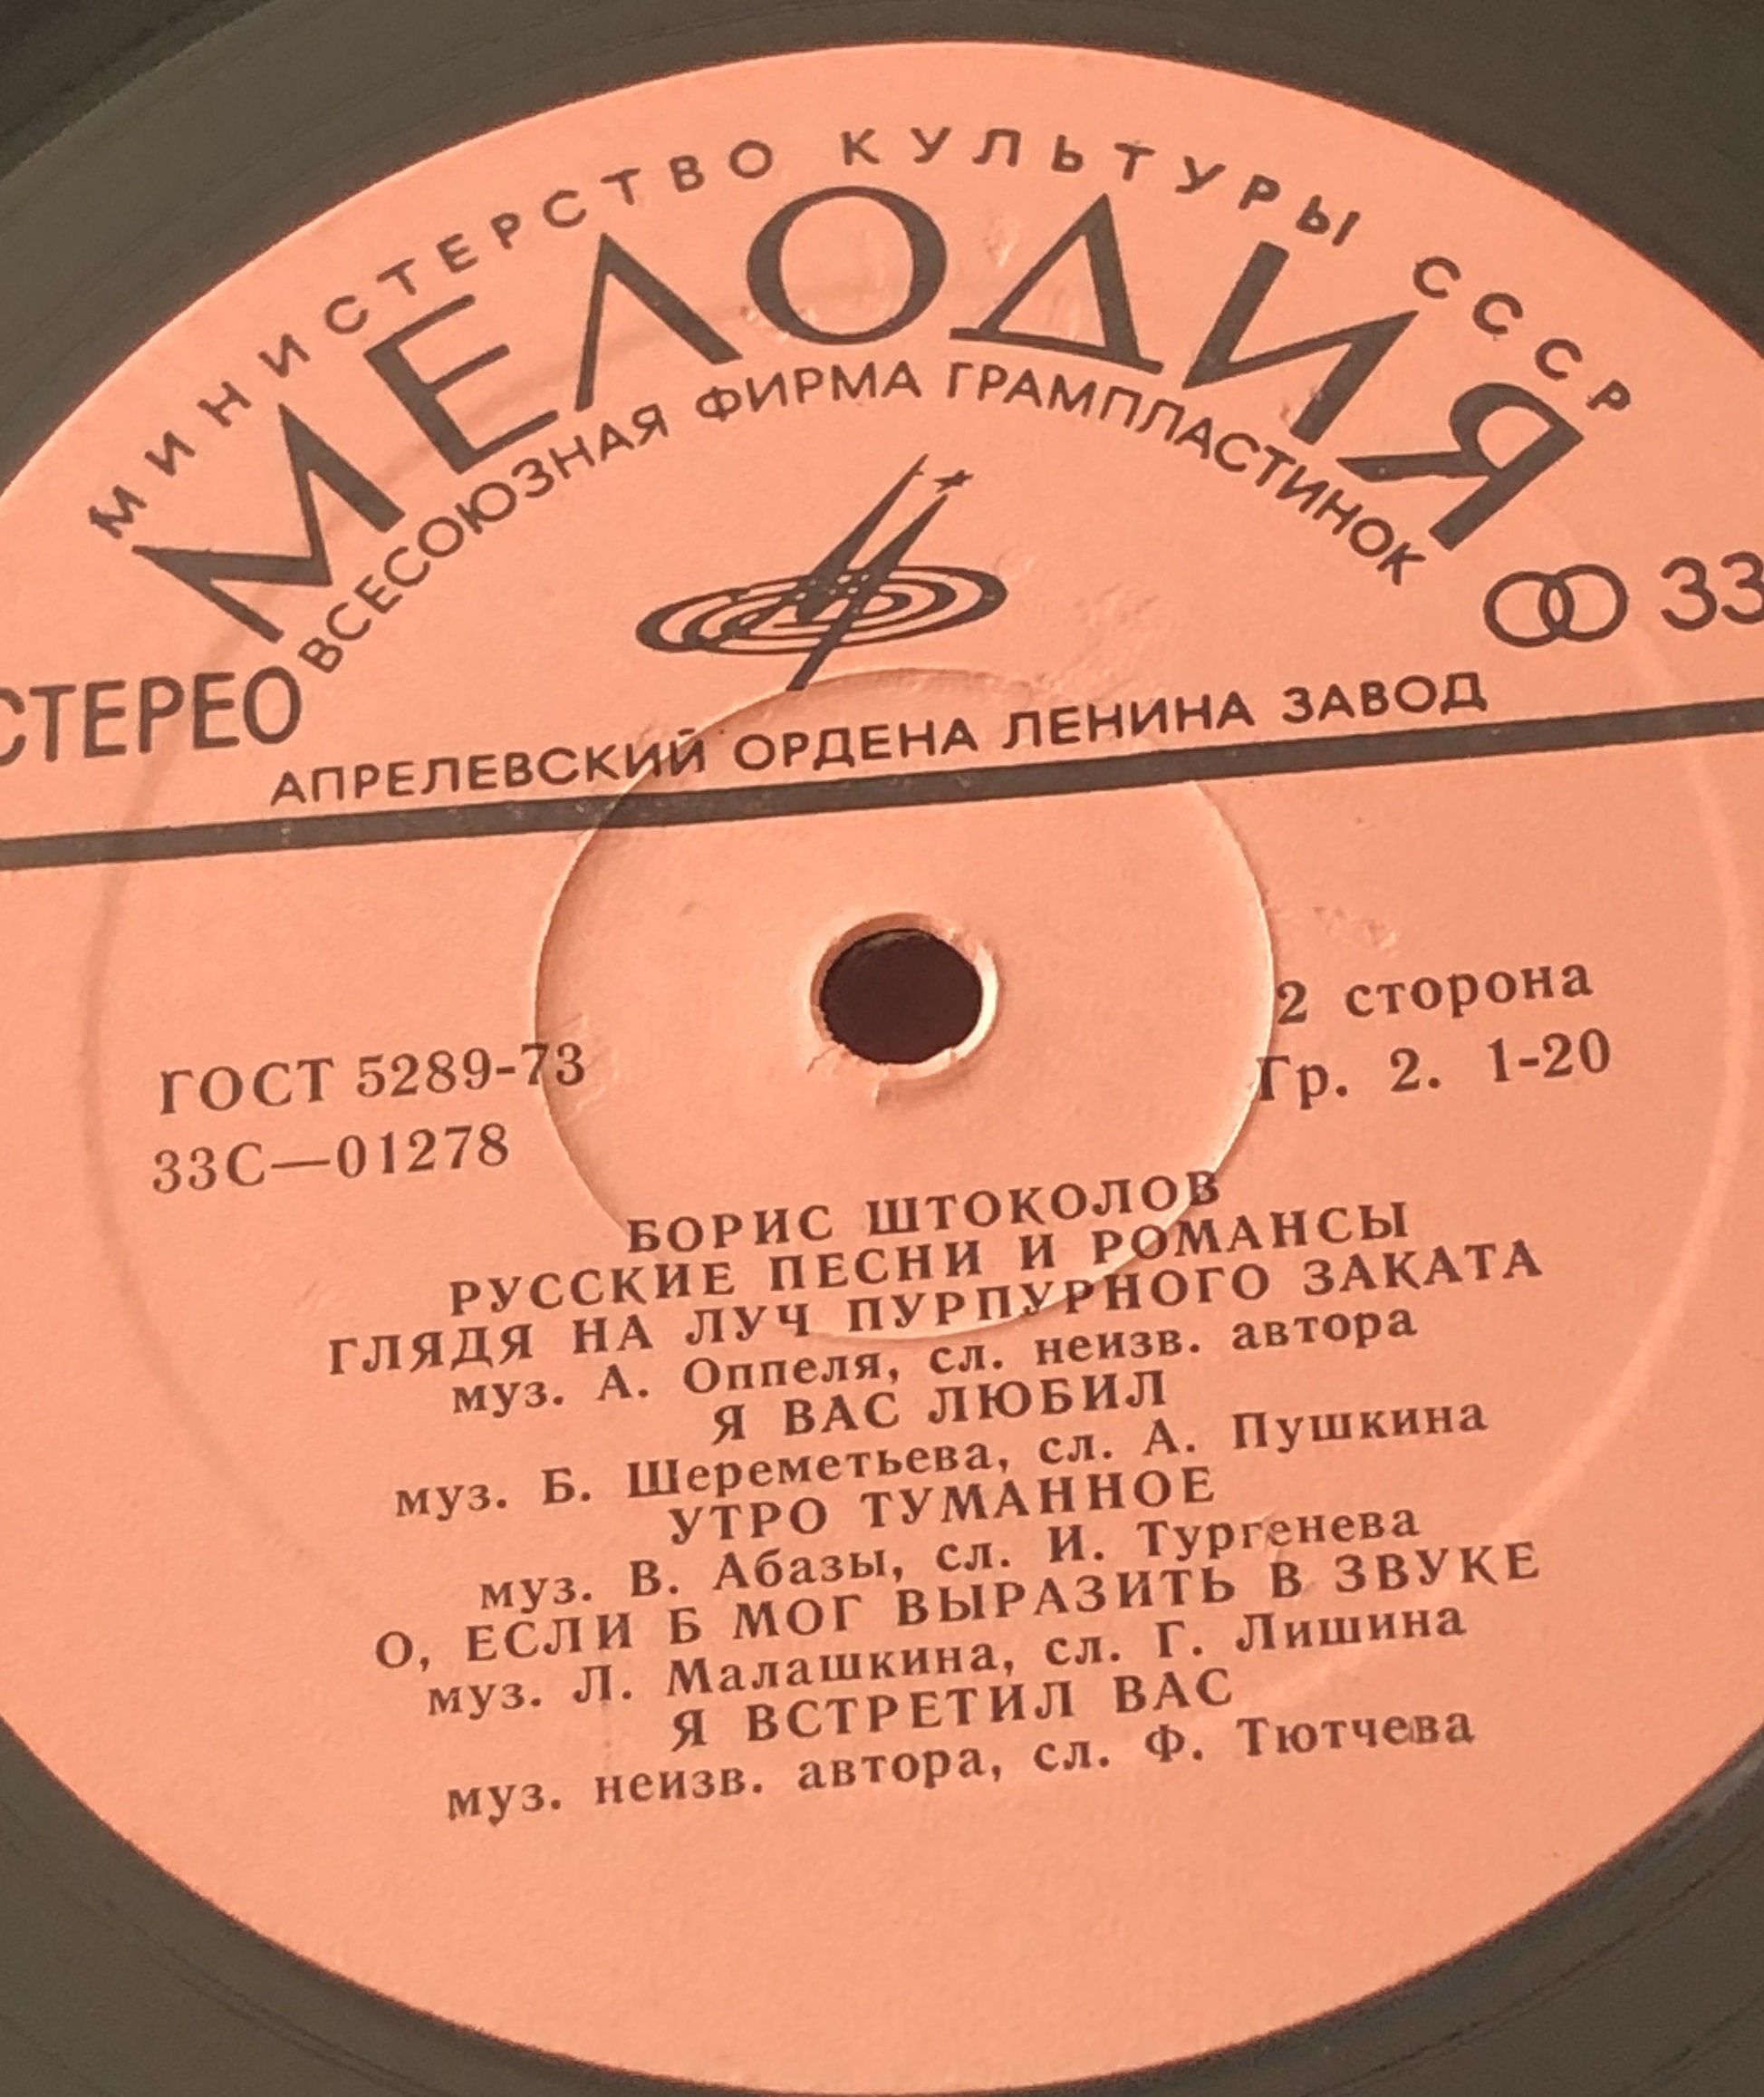 МИНИСТЕРСТВО КУЛЬТУРЫ СССР
МЕЛОДИЯ
ВСЕСОЮЗНАЯ ФИРМА ГРАМПЛАСТИНОК
СТЕРЕО
33
АПРЕЛЕВСКИЙ ОРДЕНА ЛЕНИНА ЗАВОД
2 сторона
ГОСТ 5289-73
Гр. 2. 1-20
33С—01278
БОРИС ШТОКОЛОВ
РУССКИЕ ПЕСНИ И РОМАНСЫ
ГЛЯДЯ НА ЛУЧ ПУРПУРНОГО ЗАКАТА
муз. А. Оппеля, сл. неизв. автора
Я ВАС ЛЮБИЛ
муз. Б. Шереметьева, сл. А. Пушкина
УТРО ТУМАННОЕ
муз. В. Абазы, сл. И. Тургенева
О, ЕСЛИ Б МОГ ВЫРАЗИТЬ В ЗВУКЕ
муз. Л. Малашкина, сл. Г. Лишина
Я ВСТРЕТИЛ ВАС
муз. неизв. автора, сл. Ф. Тютчева